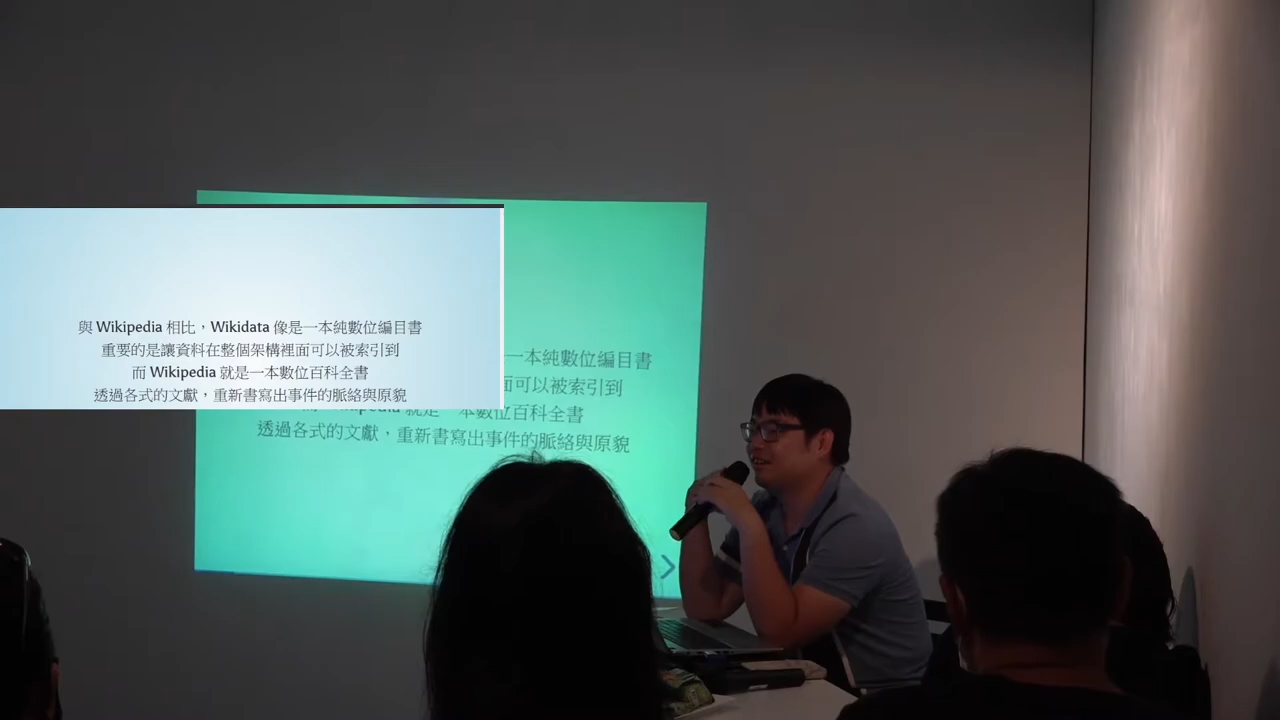 與 Wikipedia 相比，Wikidata 像是一本純數位編目書
重要的是讓資料在整個架構裡面可以被索引到
而 Wikipedia 就是一本數位百科全書
透過各式的文獻，重新書寫出事件的脈絡與原貌
一本純數位編目書
面可以被索引到
而 Wikipedia 就是一本數位百科全書
透過各式的文獻，重新書寫出事件的脈絡與原貌